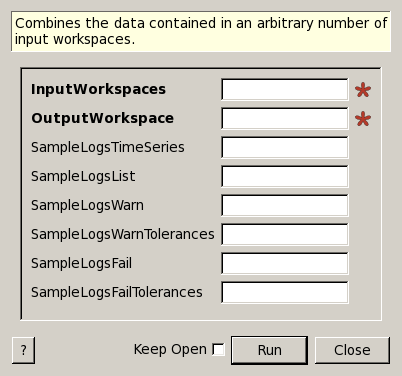 Combines the data contained in an arbitrary number of
input workspaces.
InputWorkspaces *
OutputWorkspace *
SampleLogsTimeSeries
SampleLogsList
SampleLogsWarn
SampleLogsWarnTolerances
SampleLogsFail
SampleLogsFailTolerances
? Keep Open Run Close